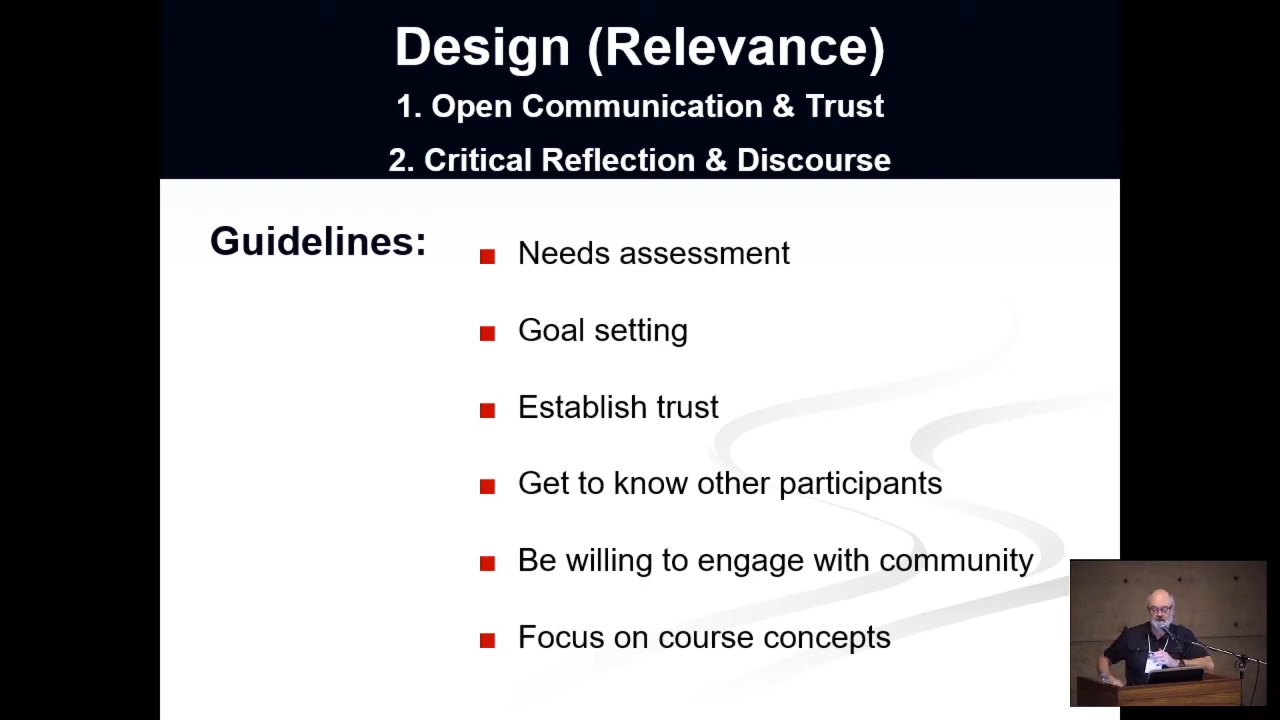 Design (Relevance)
1. Open Communication & Trust
2. Critical Reflection & Discourse
Guidelines:
Needs assessment
Goal setting
Establish trust
Get to know other participants
Be willing to engage with community
Focus on course concepts